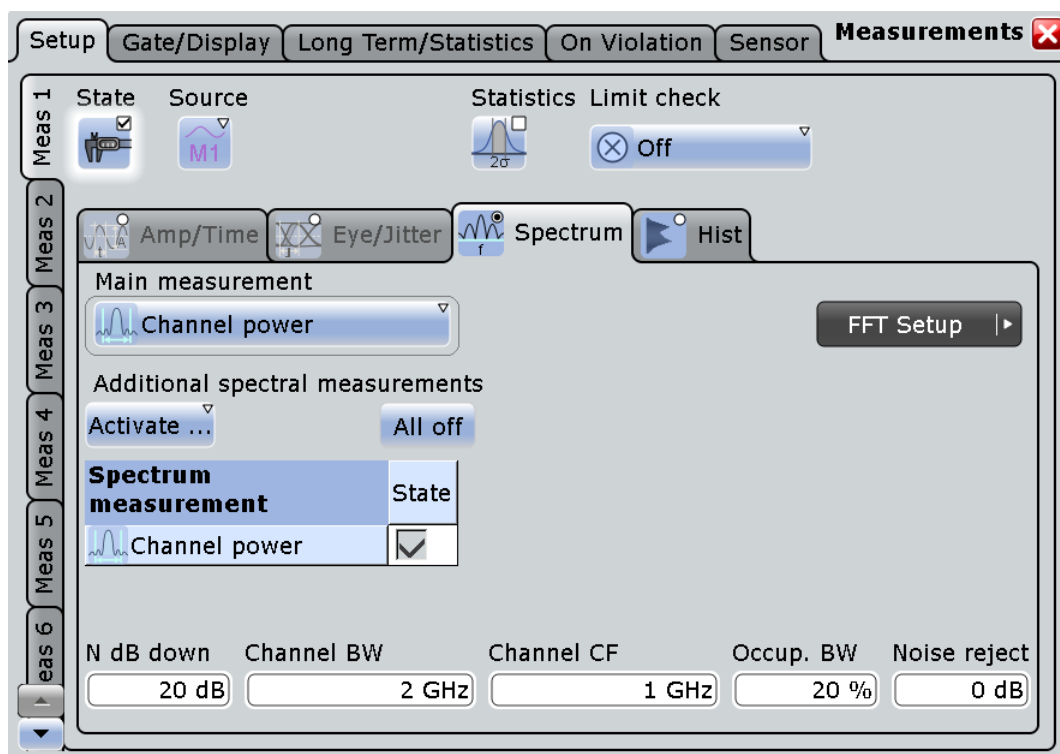 Setup Gate/Display Long Term/Statistics On Violation Sensor Measurements
Meas 1
Meas 2
Meas 3
Meas 4
Meas 5
eas 6
State Source Statistics Limit check
M1 2σ Off
Amp/Time Eye/Jitter Spectrum Hist
f
Main measurement
Channel power FFT Setup
Additional spectral measurements
Activate ... All off
Spectrum
measurement State
Channel power
N dB down Channel BW Channel CF Occup. BW Noise reject
20 dB 2 GHz 1 GHz 20 % 0 dB